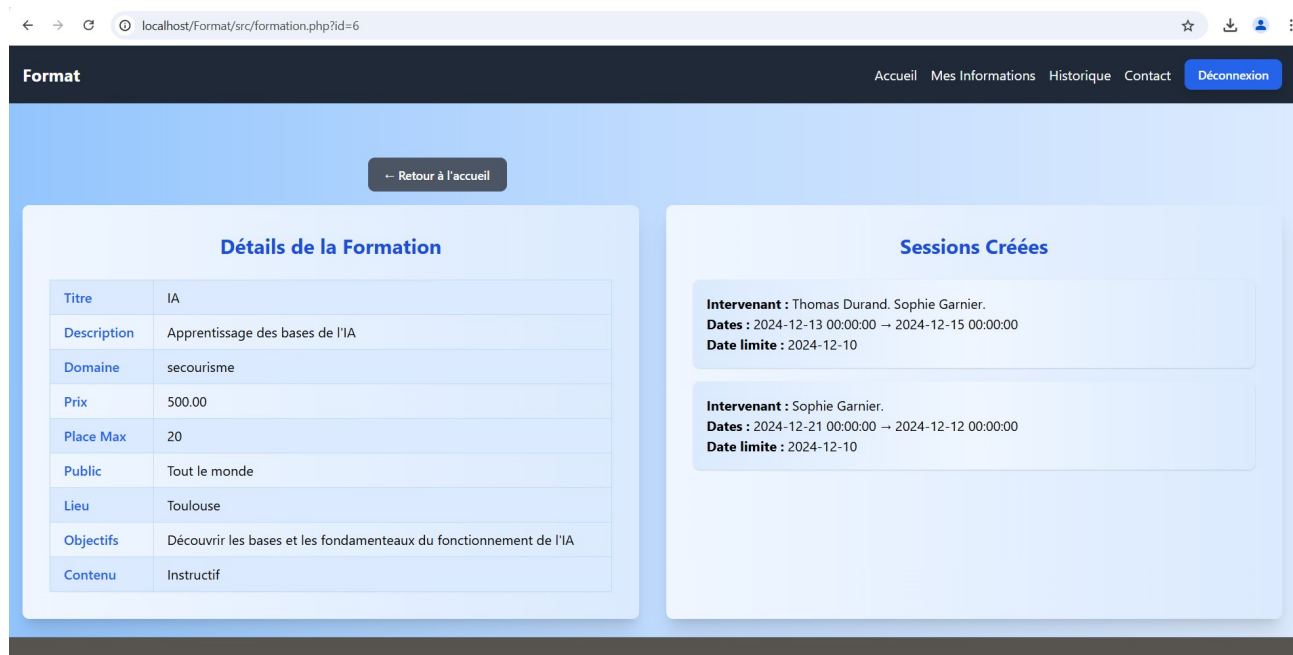 localhost/Format/src/formation.php?id=6
Format
Accueil Mes Informations Historique Contact Déconnexion
← Retour à l'accueil
Détails de la Formation
Titre IA
Description Apprentissage des bases de l'IA
Domaine secourisme
Prix 500.00
Place Max 20
Public Tout le monde
Lieu Toulouse
Objectifs Découvrir les bases et les fondamenteaux du fonctionnement de l'IA
Contenu Instructif
Sessions Créées
Intervenant : Thomas Durand. Sophie Garnier.
Dates : 2024-12-13 00:00:00 → 2024-12-15 00:00:00
Date limite : 2024-12-10
Intervenant : Sophie Garnier.
Dates : 2024-12-21 00:00:00 → 2024-12-12 00:00:00
Date limite : 2024-12-10